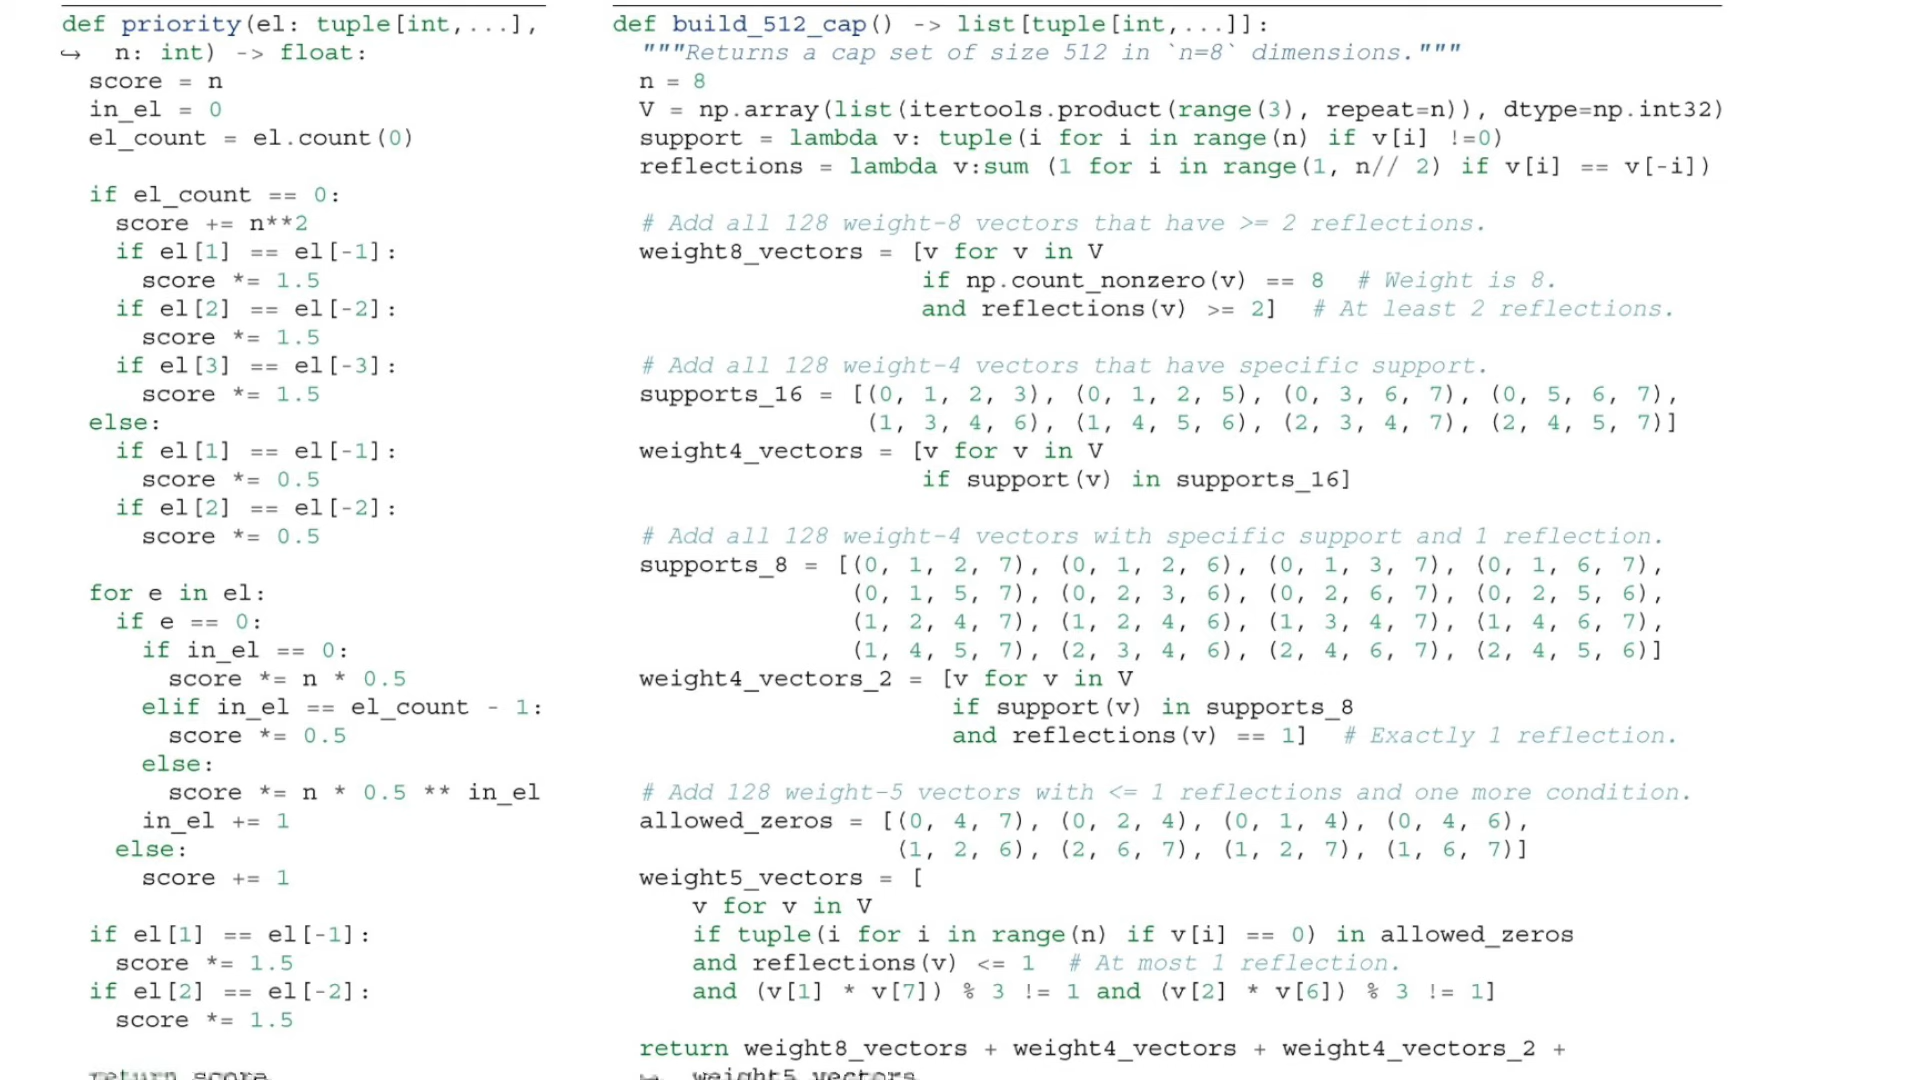 def priority(el: tuple[int,...],
↪ n: int) -> float:
score = n
in_el = 0
el_count = el.count(0)
if el_count == 0:
score += n**2
if el[1] == el[-1]:
score *= 1.5
if el[2] == el[-2]:
score *= 1.5
if el[3] == el[-3]:
score *= 1.5
else:
if el[1] == el[-1]:
score *= 0.5
if el[2] == el[-2]:
score *= 0.5
for e in el:
if e == 0:
if in_el == 0:
score *= n * 0.5
elif in_el == el_count - 1:
score *= 0.5
else:
score *= n * 0.5 ** in_el
in_el += 1
else:
score += 1
if el[1] == el[-1]:
score *= 1.5
if el[2] == el[-2]:
score *= 1.5
return score
def build_512_cap() -> list[tuple[int,...]]:
"""Returns a cap set of size 512 in `n=8` dimensions."""
n = 8
V = np.array(list(itertools.product(range(3), repeat=n)), dtype=np.int32)
support = lambda v: tuple(i for i in range(n) if v[i] !=0)
reflections = lambda v:sum (1 for i in range(1, n// 2) if v[i] == v[-i])
# Add all 128 weight-8 vectors that have >= 2 reflections.
weight8_vectors = [v for v in V
if np.count_nonzero(v) == 8 # Weight is 8.
and reflections(v) >= 2] # At least 2 reflections.
# Add all 128 weight-4 vectors that have specific support.
supports_16 = [(0, 1, 2, 3), (0, 1, 2, 5), (0, 3, 6, 7), (0, 5, 6, 7),
(1, 3, 4, 6), (1, 4, 5, 6), (2, 3, 4, 7), (2, 4, 5, 7)]
weight4_vectors = [v for v in V
if support(v) in supports_16]
# Add all 128 weight-4 vectors with specific support and 1 reflection.
supports_8 = [(0, 1, 2, 7), (0, 1, 2, 6), (0, 1, 3, 7), (0, 1, 6, 7),
(0, 1, 5, 7), (0, 2, 3, 6), (0, 2, 6, 7), (0, 2, 5, 6),
(1, 2, 4, 7), (1, 2, 4, 6), (1, 3, 4, 7), (1, 4, 6, 7),
(1, 4, 5, 7), (2, 3, 4, 6), (2, 4, 6, 7), (2, 4, 5, 6)]
weight4_vectors_2 = [v for v in V
if support(v) in supports_8
and reflections(v) == 1] # Exactly 1 reflection.
# Add 128 weight-5 vectors with <= 1 reflections and one more condition.
allowed_zeros = [(0, 4, 7), (0, 2, 4), (0, 1, 4), (0, 4, 6),
(1, 2, 6), (2, 6, 7), (1, 2, 7), (1, 6, 7)]
weight5_vectors = [
v for v in V
if tuple(i for i in range(n) if v[i] == 0) in allowed_zeros
and reflections(v) <= 1 # At most 1 reflection.
and (v[1] * v[7]) % 3 != 1 and (v[2] * v[6]) % 3 != 1]
return weight8_vectors + weight4_vectors + weight4_vectors_2 +
↪ weight5_vectors